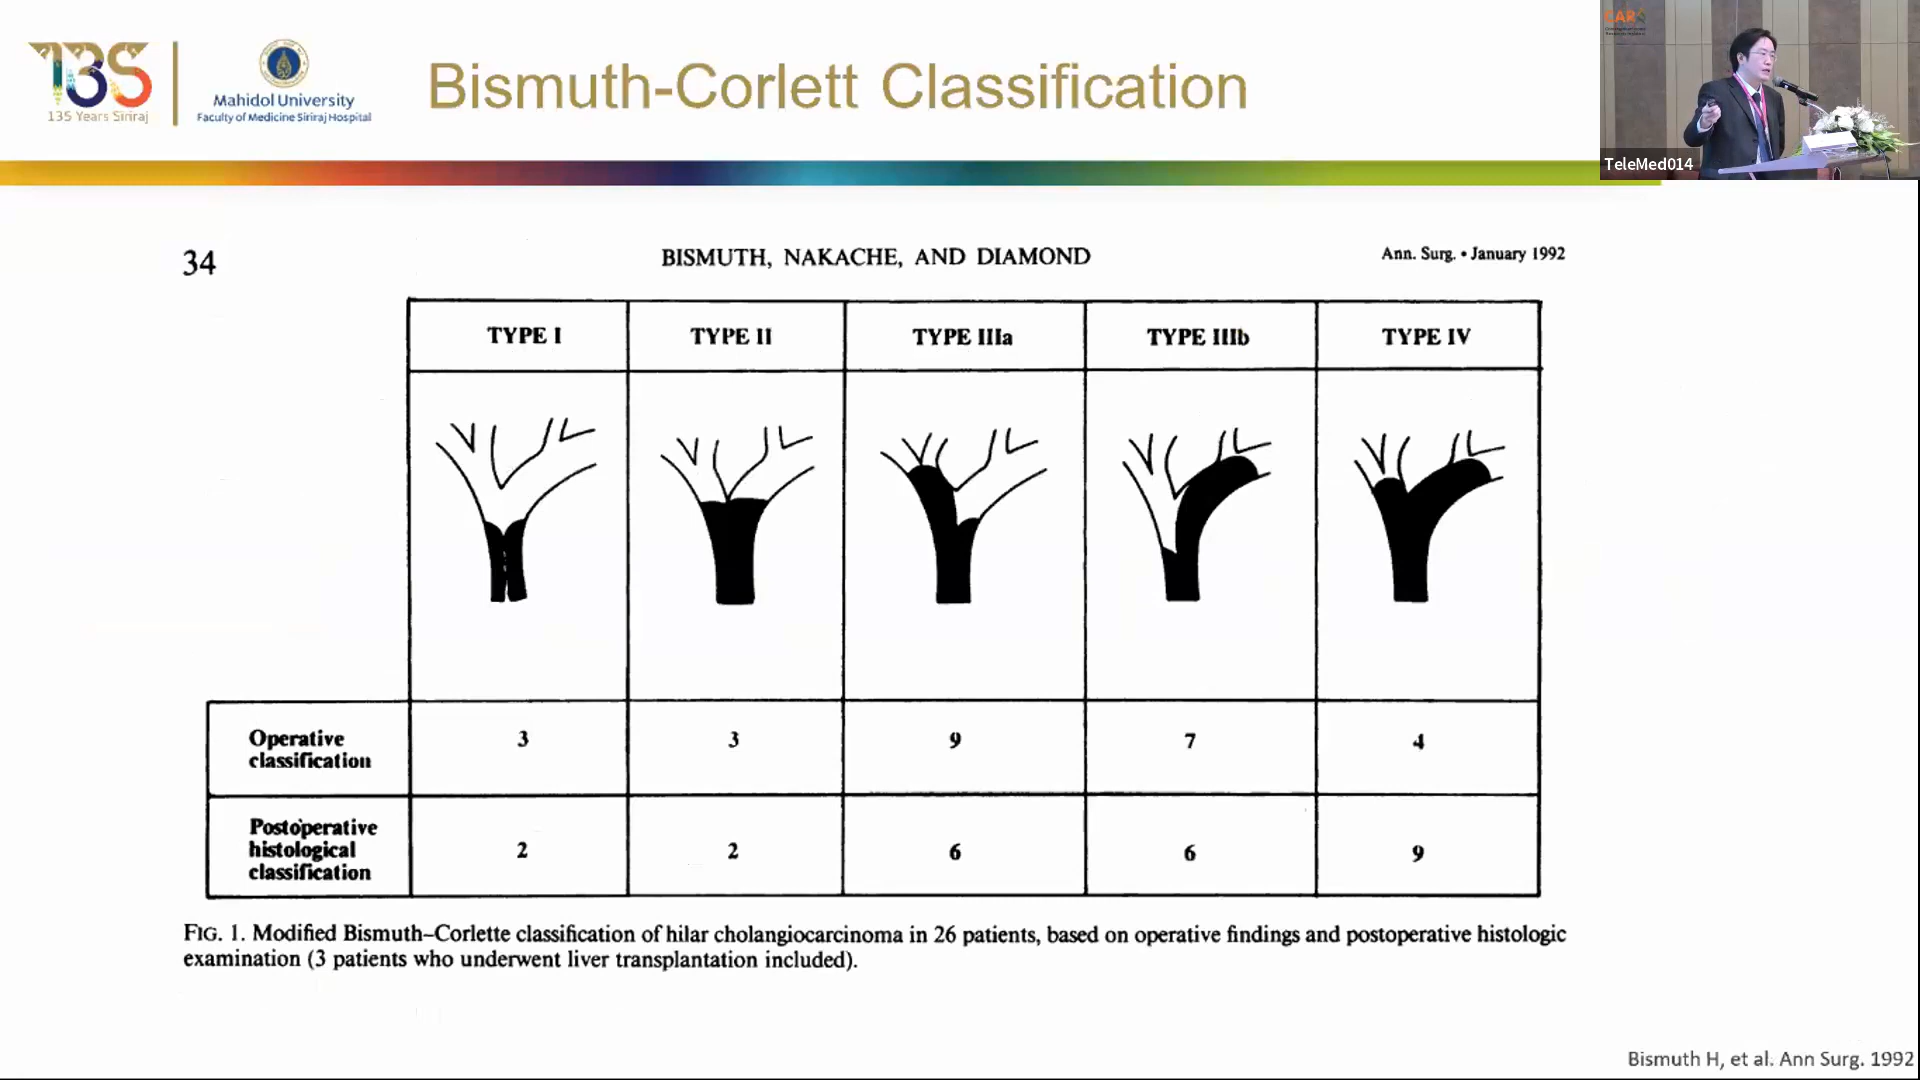 135
135 Years Siriraj
Mahidol University
Faculty of Medicine Siriraj Hospital
Bismuth-Corlett Classification
CAR
TeleMed014
34
BISMUTH, NAKACHE, AND DIAMOND
Ann. Surg. • January 1992
TYPE I
TYPE II
TYPE IIIa
TYPE IIIb
TYPE IV
Operative
classification
3
3
9
7
4
Postoperative
histological
classification
2
2
6
6
9
FIG. 1. Modified Bismuth–Corlette classification of hilar cholangiocarcinoma in 26 patients, based on operative findings and postoperative histologic
examination (3 patients who underwent liver transplantation included).
Bismuth H, et al. Ann Surg. 1992